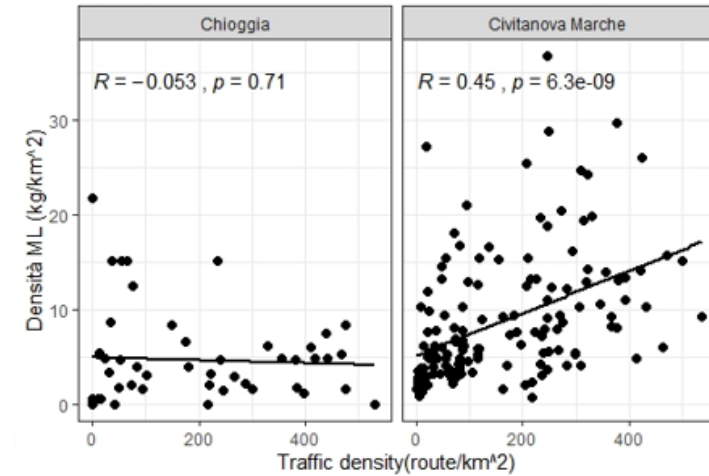 Chioggia
Civitanova Marche
R = −0.053 , p = 0.71
R = 0.45 , p = 6.3e-09
Densità ML (kg/km^2)
30
20
10
0
0
200
400
0
200
400
Traffic density(route/km^2)